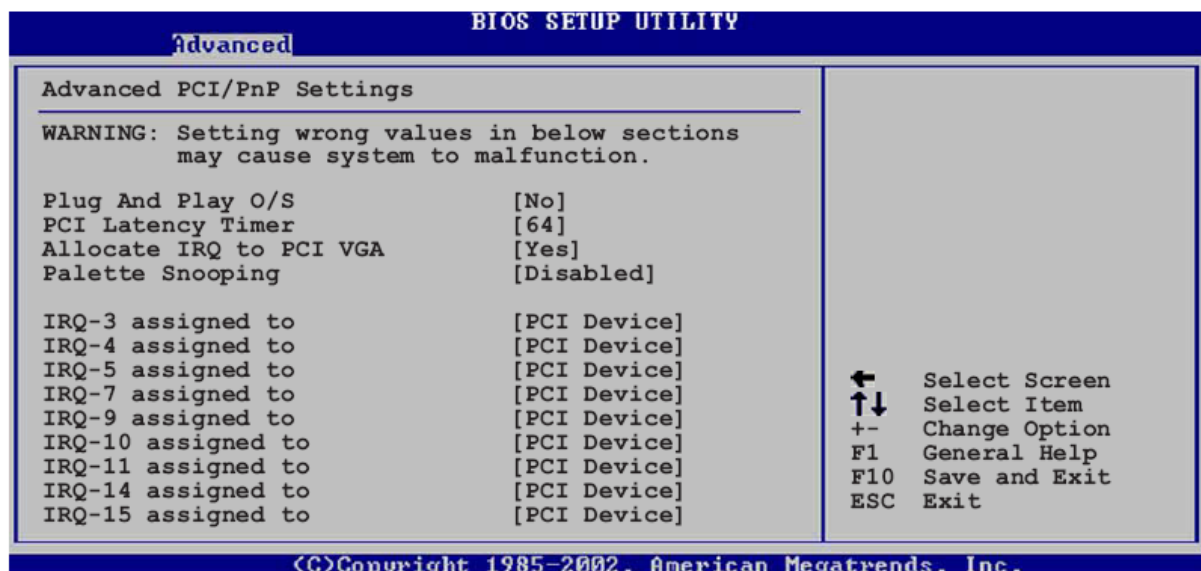 BIOS SETUP UTILITY
Advanced
Advanced PCI/PnP Settings
WARNING: Setting wrong values in below sections
may cause system to malfunction.
Plug And Play O/S [No]
PCI Latency Timer [64]
Allocate IRQ to PCI VGA [Yes]
Palette Snooping [Disabled]
IRQ-3 assigned to [PCI Device]
IRQ-4 assigned to [PCI Device]
IRQ-5 assigned to [PCI Device]
IRQ-7 assigned to [PCI Device]
IRQ-9 assigned to [PCI Device]
IRQ-10 assigned to [PCI Device]
IRQ-11 assigned to [PCI Device]
IRQ-14 assigned to [PCI Device]
IRQ-15 assigned to [PCI Device]
← Select Screen
↑↓ Select Item
+- Change Option
F1 General Help
F10 Save and Exit
ESC Exit
(C)Copyright 1985-2002, American Megatrends, Inc.